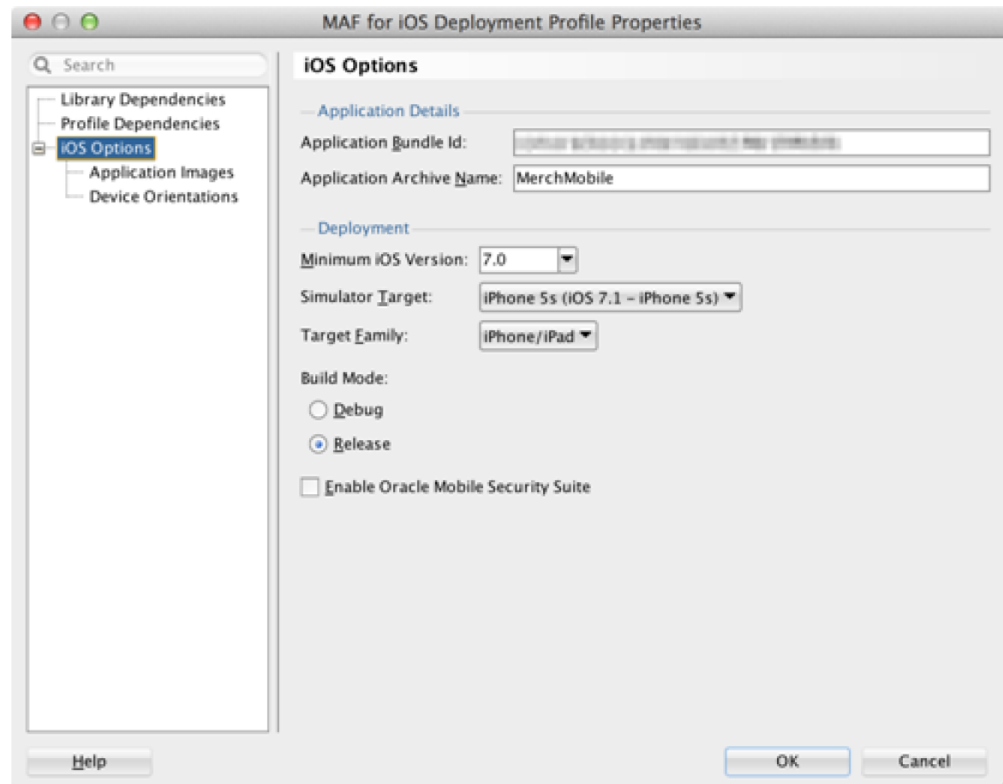 MAF for iOS Deployment Profile Properties
Search
Library Dependencies
Profile Dependencies
iOS Options
Application Images
Device Orientations
iOS Options
Application Details
Application Bundle Id:
Application Archive Name: MerchMobile
Deployment
Minimum iOS Version: 7.0
Simulator Target: iPhone 5s (iOS 7.1 – iPhone 5s)
Target Family: iPhone/iPad
Build Mode:
Debug
Release
Enable Oracle Mobile Security Suite
Help
OK
Cancel